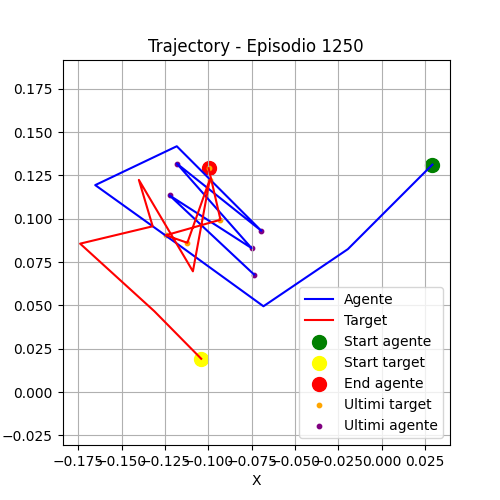 Trajectory - Episodio 1250
0.175
0.150
0.125
0.100
0.075
0.050
0.025
0.000
−0.025
Agente
Target
Start agente
Start target
End agente
Ultimi target
Ultimi agente
−0.175 −0.150 −0.125 −0.100 −0.075 −0.050 −0.025 0.000 0.025
X